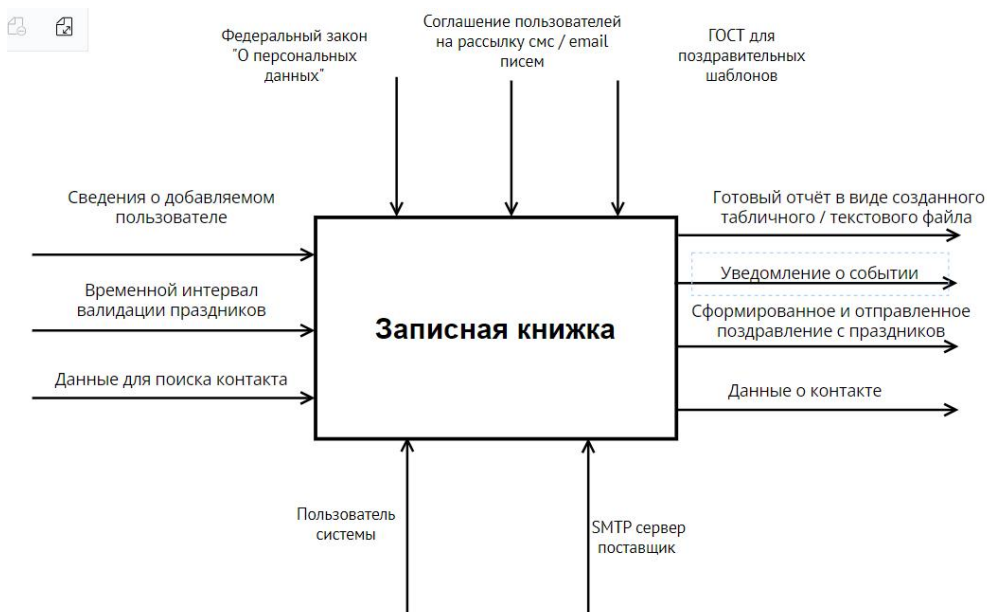 Федеральный закон
"О персональных
данных"
Соглашение пользователей
на рассылку смс / email
писем
ГОСТ для
поздравительных
шаблонов
Сведения о добавляемом
пользователе
Временной интервал
валидации праздников
Данные для поиска контакта
Записная книжка
Готовый отчёт в виде созданного
табличного / текстового файла
Уведомление о событии
Сформированное и отправленное
поздравление с праздников
Данные о контакте
Пользователь
системы
SMTP сервер
поставщик